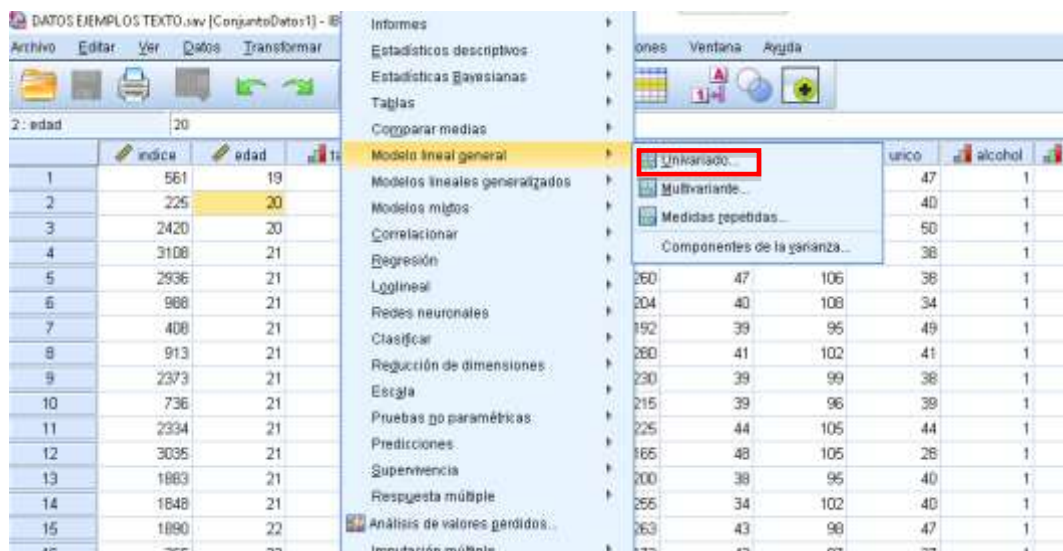 DATOS EJEMPLOS TEXTO.sav [ConjuntoDatos1] - IB
Archivo Editar Ver Datos Transformar
ones Ventana Ayuda
2 : edad 20
indice edad ta urico alcohol
1 561 19 47 1
2 225 20 40 1
3 2420 20 50 1
4 3108 21 38 1
5 2936 21 260 47 106 38 1
6 988 21 204 40 108 34 1
7 408 21 192 39 95 49 1
8 913 21 280 41 102 41 1
9 2373 21 230 39 99 38 1
10 736 21 215 39 96 39 1
11 2334 21 225 44 105 44 1
12 3035 21 165 48 105 28 1
13 1883 21 200 38 95 40 1
14 1848 21 255 34 102 40 1
15 1890 22 263 43 98 47 1
Informes
Estadísticos descriptivos
Estadísticas Bayesianas
Tablas
Comparar medias
Modelo lineal general
Modelos lineales generalizados
Modelos mixtos
Correlacionar
Regresión
Loglineal
Redes neuronales
Clasificar
Reducción de dimensiones
Escala
Pruebas no paramétricas
Predicciones
Supervivencia
Respuesta múltiple
Análisis de valores perdidos...
Imputación múltiple
Univariado...
Multivariante...
Medidas repetidas...
Componentes de la varianza...